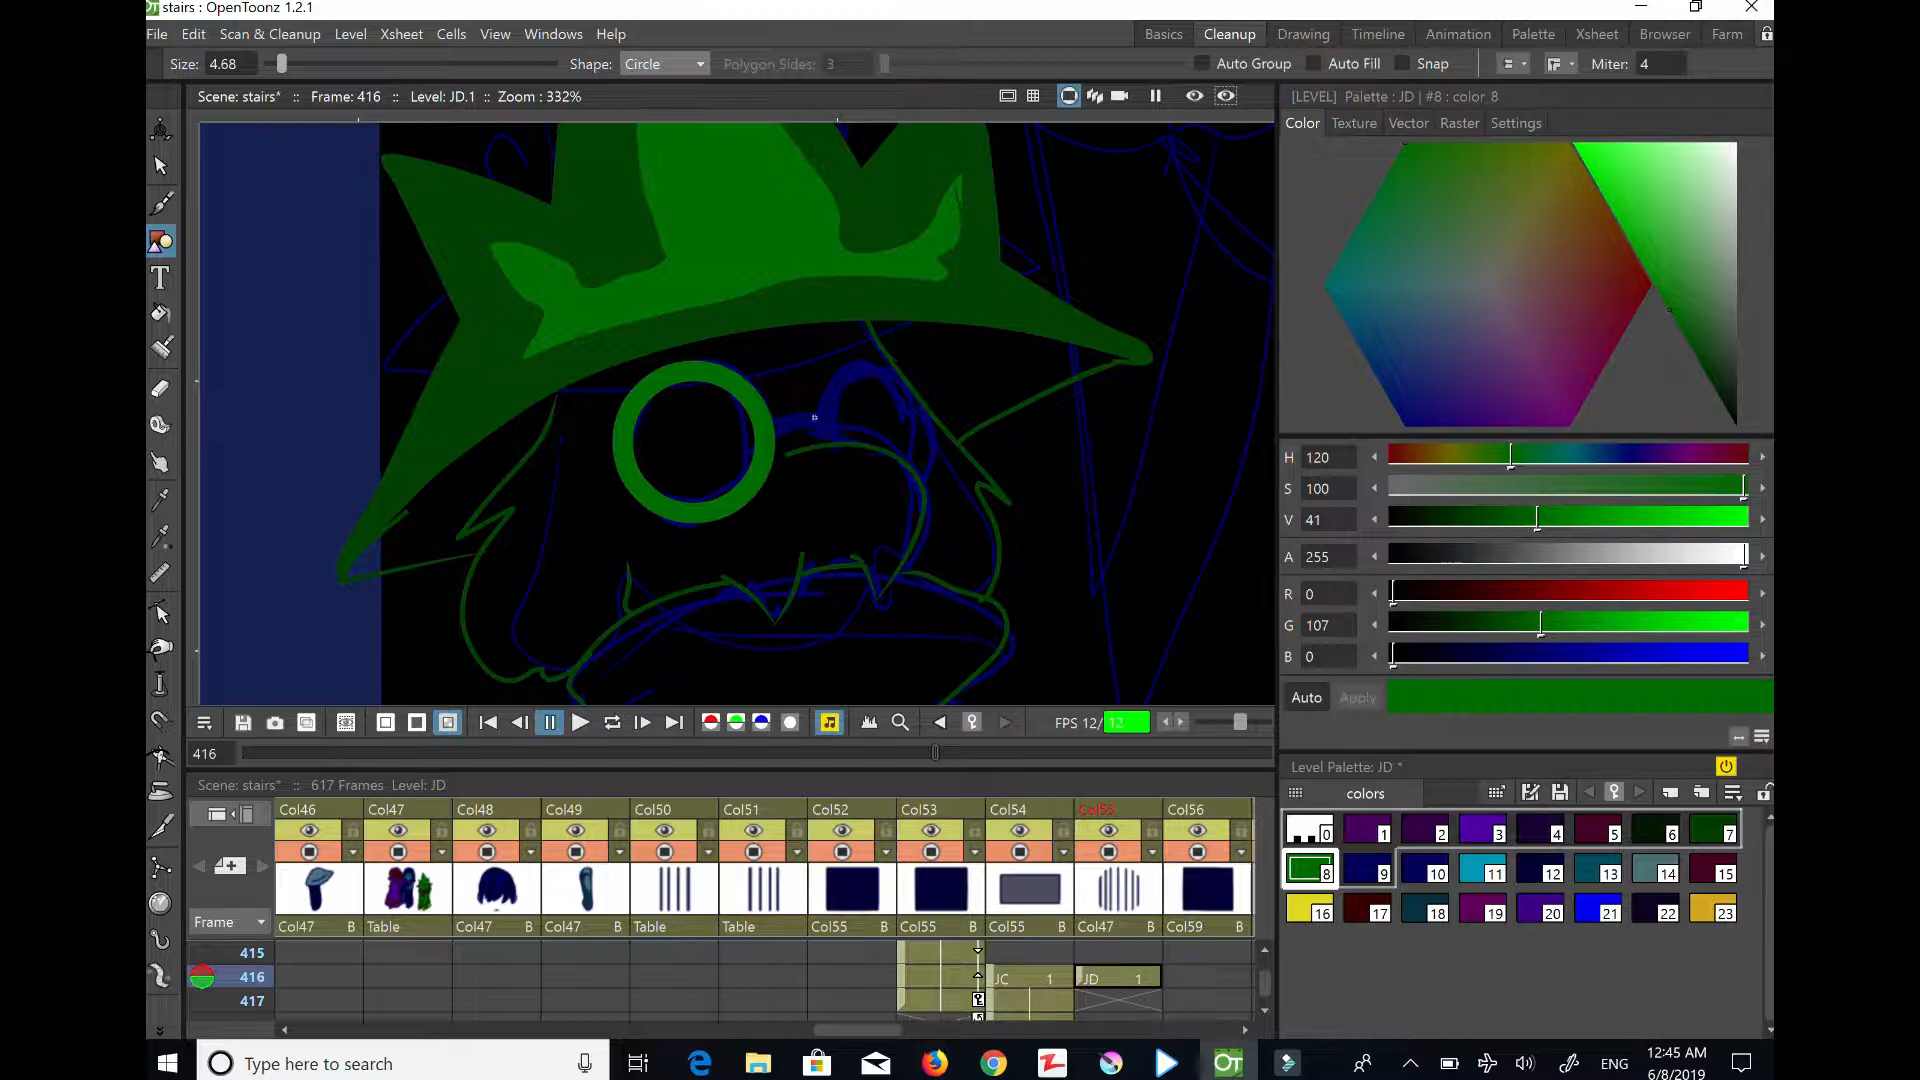 stairs : OpenToonz 1.2.1
File Edit Scan & Cleanup Level Xsheet Cells View Windows Help
Basics Cleanup Drawing Timeline Animation Palette Xsheet Browser Farm
Size: 4.68 Shape: Circle Polygon Sides: 3 Auto Group Auto Fill Snap Miter: 4
Scene: stairs* :: Frame: 416 :: Level: JD.1 :: Zoom : 332%
[LEVEL] Palette : JD | #8 : color_8
Color Texture Vector Raster Settings
H 120
S 100
V 41
A 255
R 0
G 107
B 0
Auto Apply
FPS 12/12
416
Scene: stairs* :: 617 Frames Level: JD
Level Palette: JD *
colors
Col46 Col47 Col48 Col49 Col50 Col51 Col52 Col53 Col54 Col55 Col56
0 1 2 3 4 5 6 7
8 9 10 11 12 13 14 15
16 17 18 19 20 21 22 23
Frame
Col47 B Table Col47 B Col47 B Table B Table B Col55 B Col55 B Col55 B Col47 B Col59 B
415
416 JC 1 JD 1
417
Type here to search
OT
ENG
12:45 AM
6/8/2019